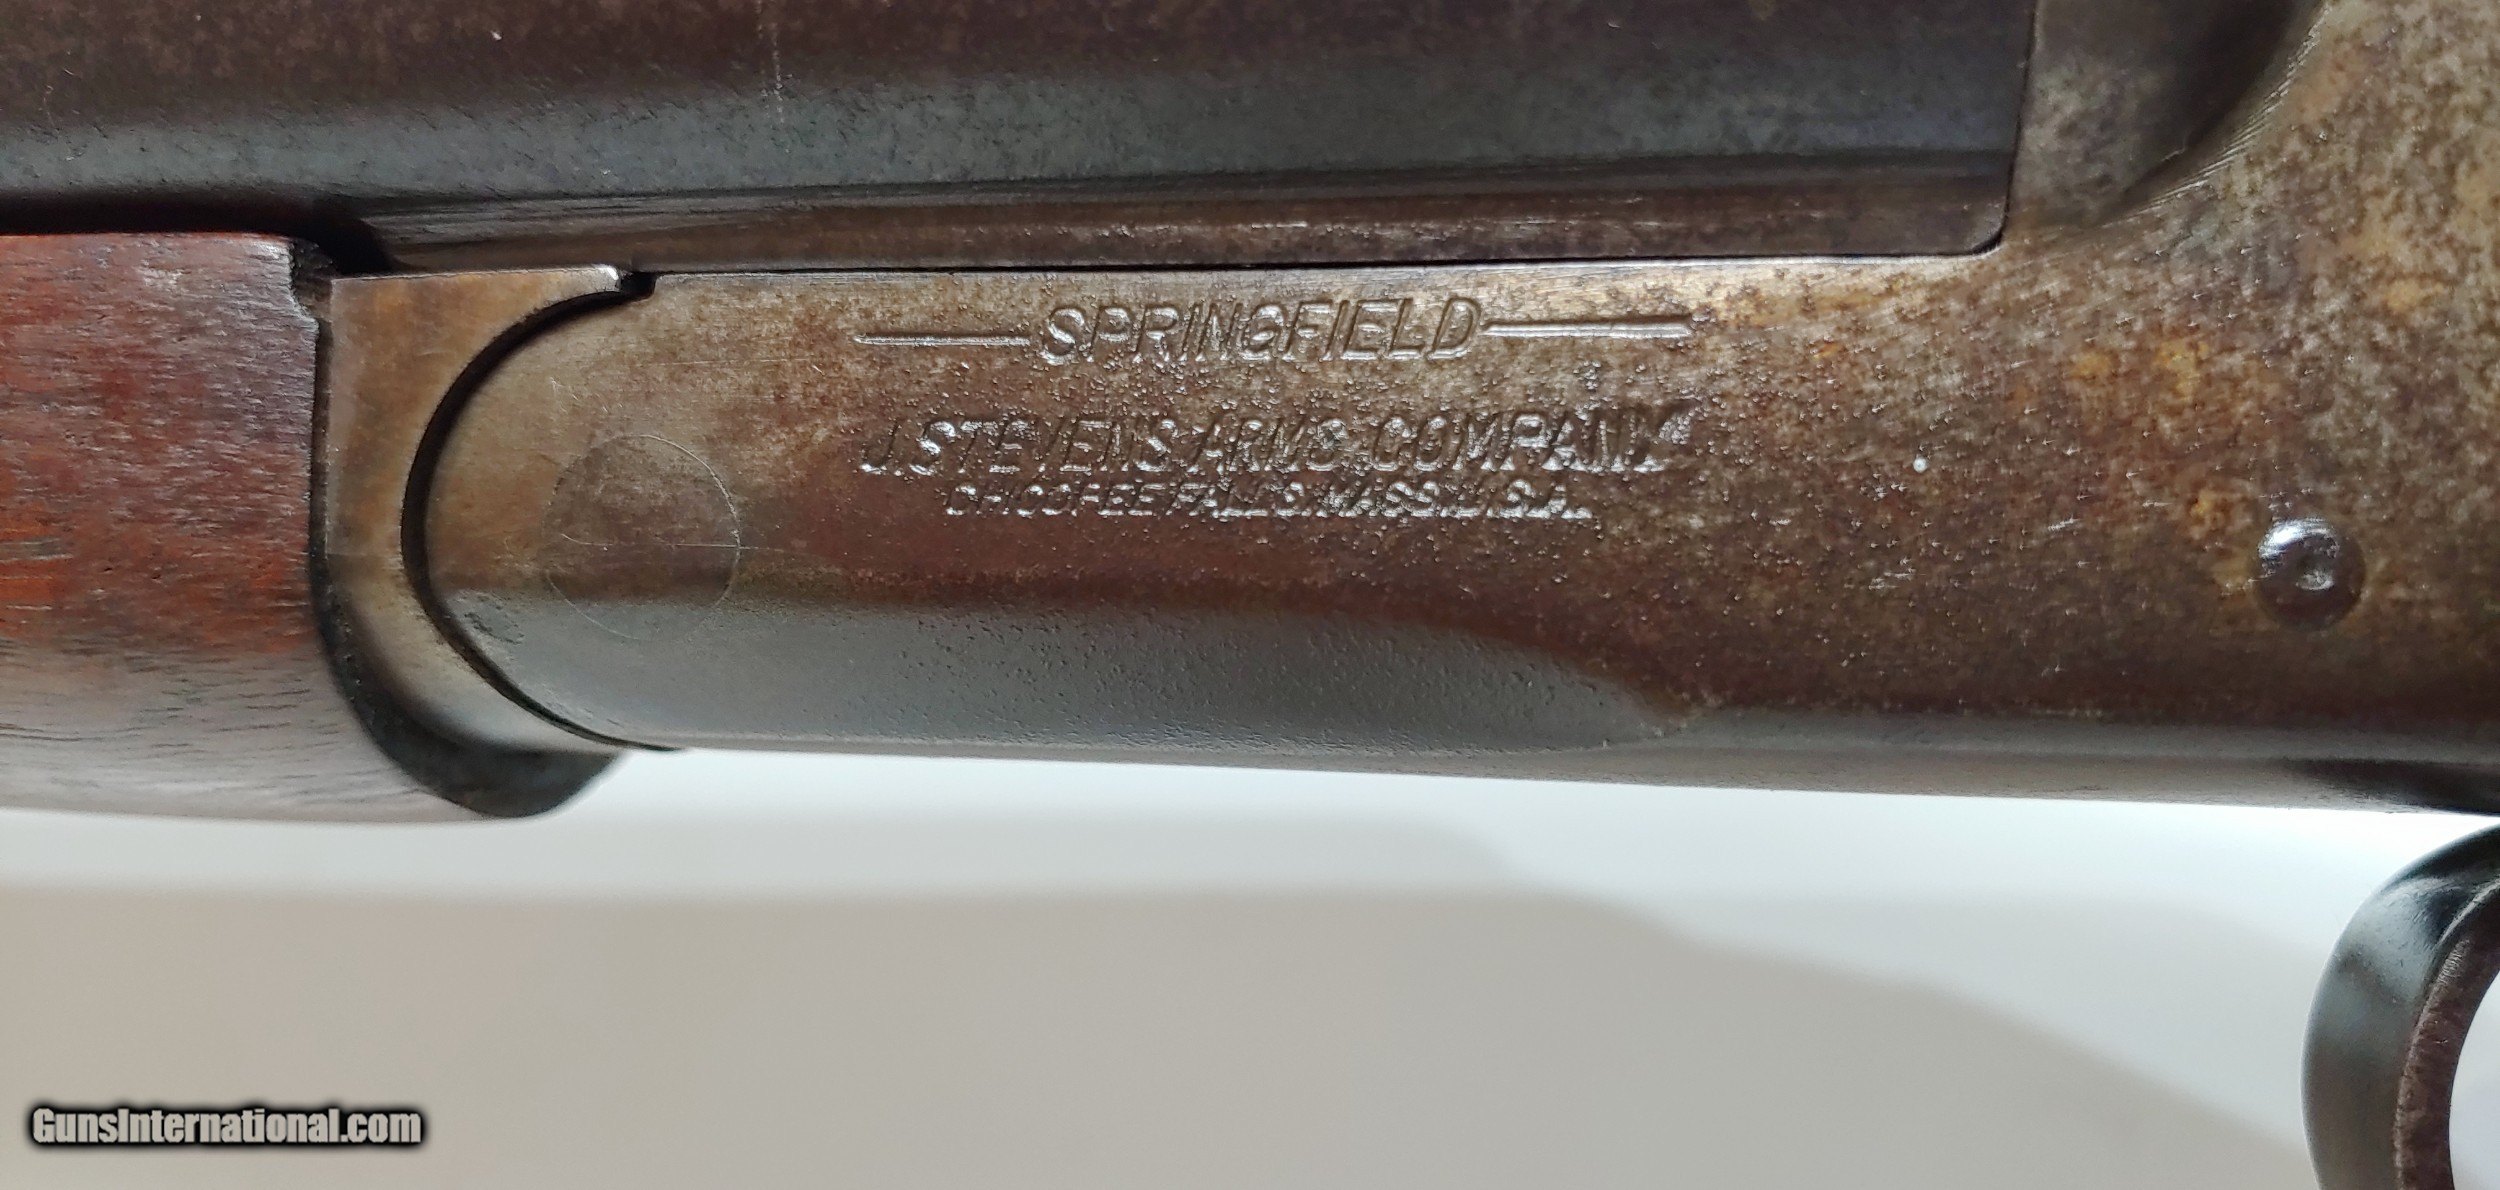 SPRINGFIELD
J. STEVENS ARMS COMPANY
CHICOPEE FALLS. MASS. U.S.A.
GunsInternational.com